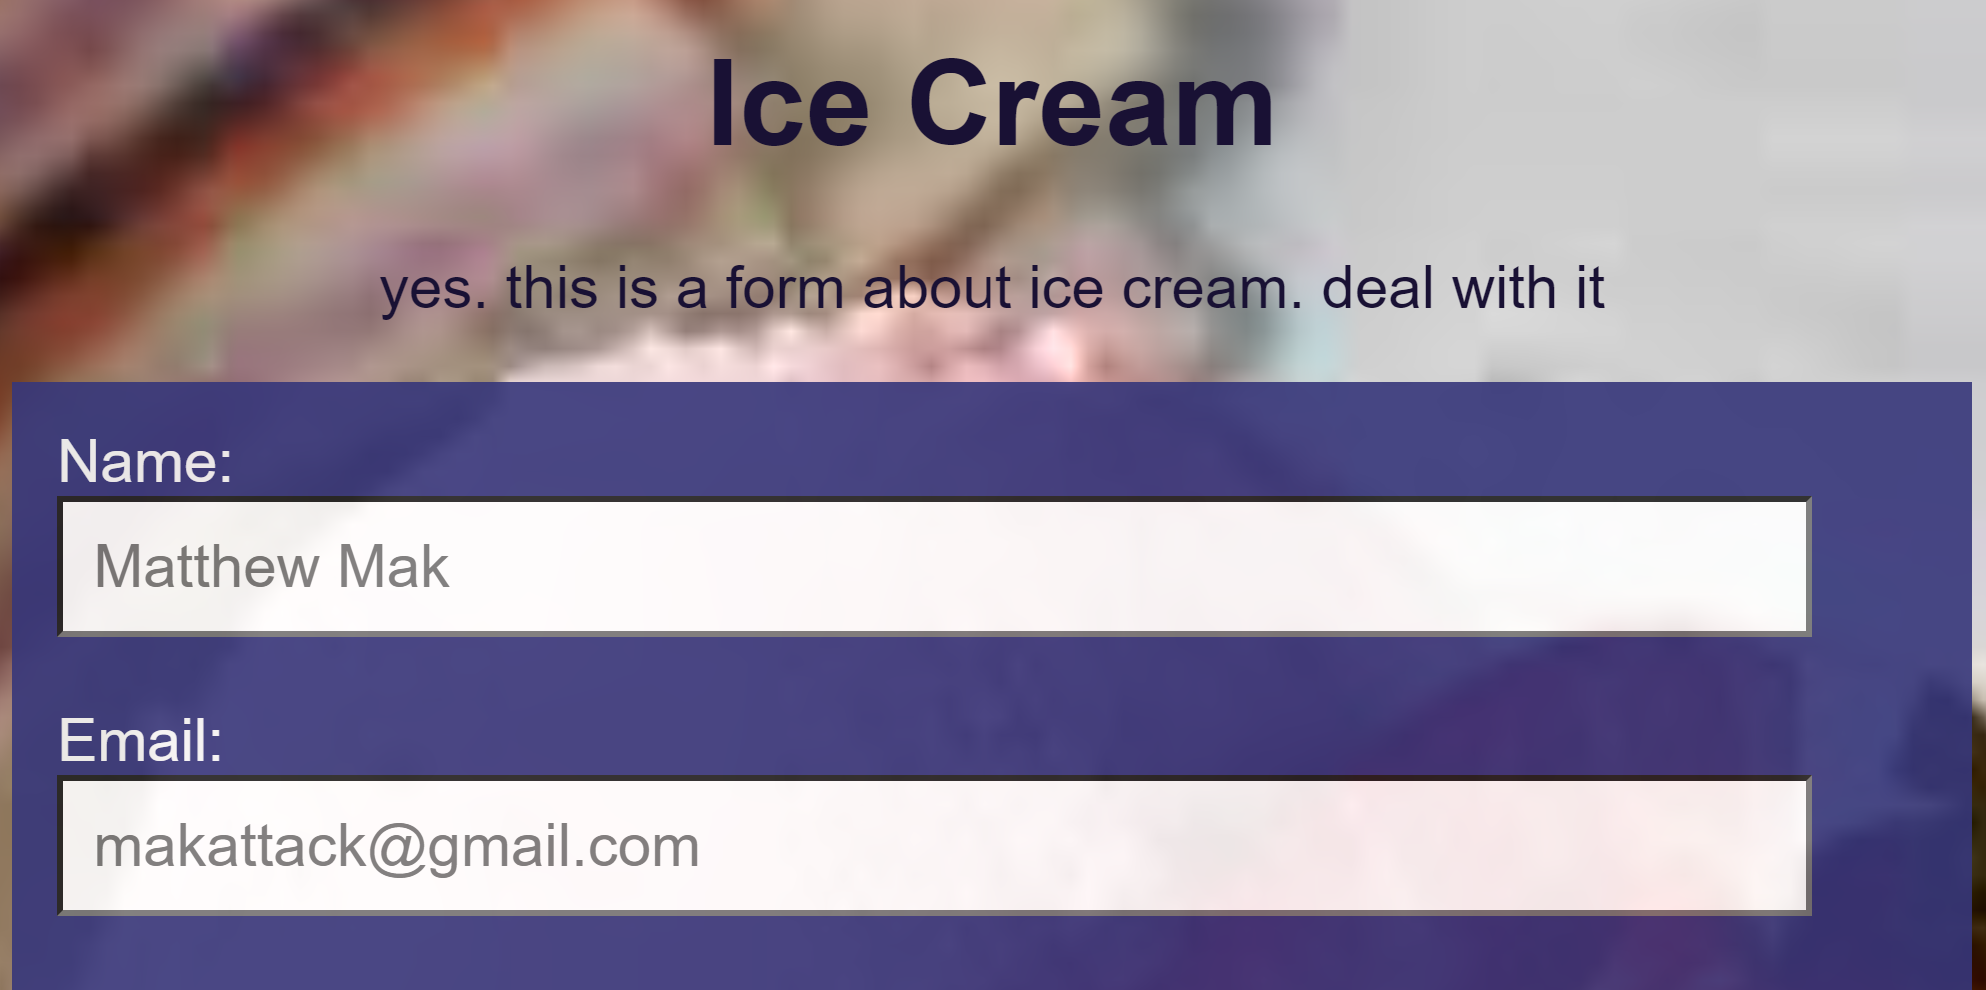 Ice Cream
yes. this is a form about ice cream. deal with it
Name:
Matthew Mak
Email:
makattack@gmail.com